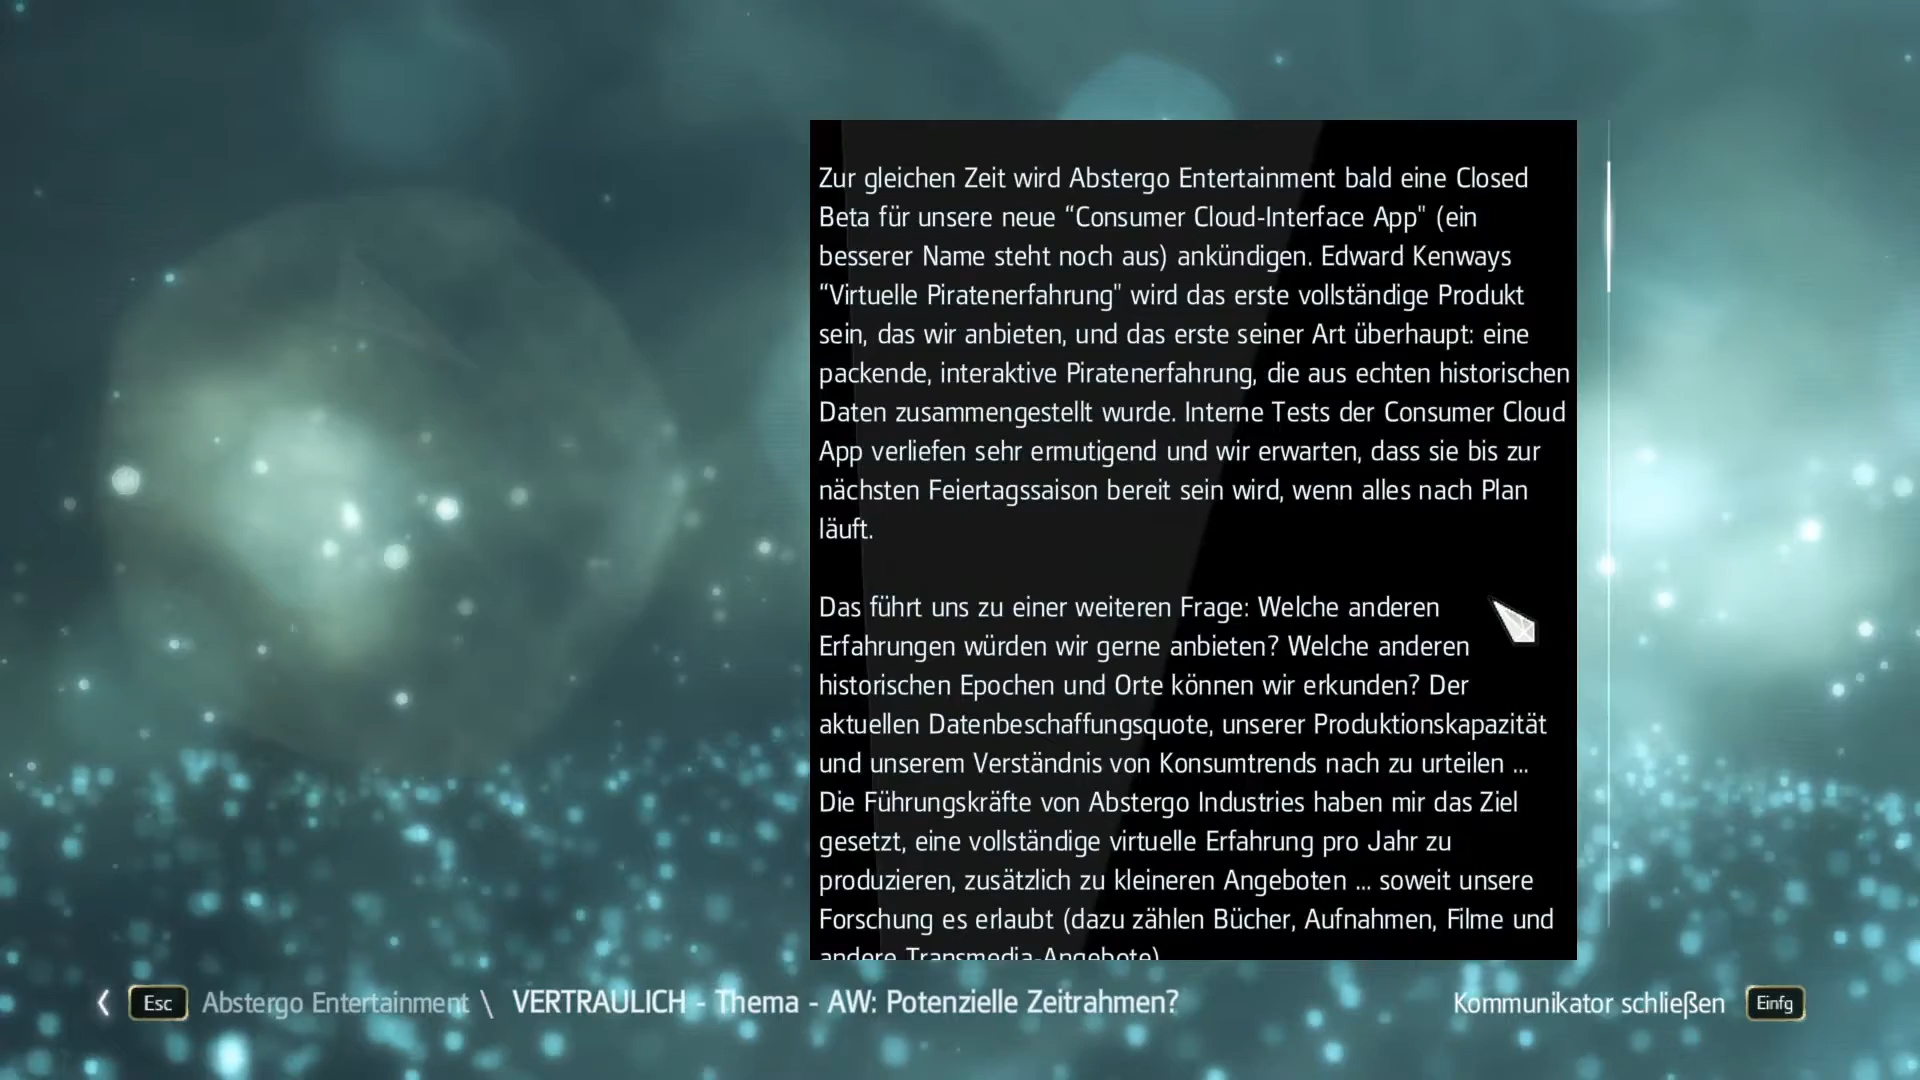 Zur gleichen Zeit wird Abstergo Entertainment bald eine Closed
Beta für unsere neue “Consumer Cloud-Interface App" (ein
besserer Name steht noch aus) ankündigen. Edward Kenways
“Virtuelle Piratenerfahrung" wird das erste vollständige Produkt
sein, das wir anbieten, und das erste seiner Art überhaupt: eine
packende, interaktive Piratenerfahrung, die aus echten historischen
Daten zusammengestellt wurde. Interne Tests der Consumer Cloud
App verliefen sehr ermutigend und wir erwarten, dass sie bis zur
nächsten Feiertagssaison bereit sein wird, wenn alles nach Plan
läuft.
Das führt uns zu einer weiteren Frage: Welche anderen
Erfahrungen würden wir gerne anbieten? Welche anderen
historischen Epochen und Orte können wir erkunden? Der
aktuellen Datenbeschaffungsquote, unserer Produktionskapazität
und unserem Verständnis von Konsumtrends nach zu urteilen ...
Die Führungskräfte von Abstergo Industries haben mir das Ziel
gesetzt, eine vollständige virtuelle Erfahrung pro Jahr zu
produzieren, zusätzlich zu kleineren Angeboten ... soweit unsere
Forschung es erlaubt (dazu zählen Bücher, Aufnahmen, Filme und
andere Transmedia-Angebote)
Esc Abstergo Entertainment \ VERTRAULICH - Thema - AW: Potenzielle Zeitrahmen?
Kommunikator schließen Einfg